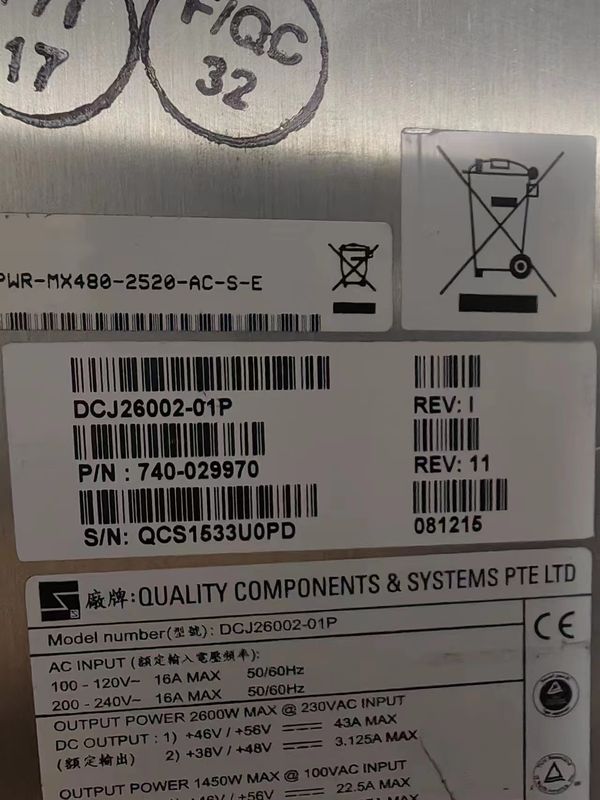 17
F/QC
32
PWR-MX480-2520-AC-S-E
DCJ26002-01P
REV: I
P/N : 740-029970
REV: 11
S/N: QCS1533U0PD
081215
廠牌:QUALITY COMPONENTS & SYSTEMS PTE LTD
Model number(型號): DCJ26002-01P
CE
AC INPUT (額定輸入電壓頻率):
100 - 120V~ 16A MAX 50/60Hz
200 - 240V~ 16A MAX 50/60Hz
OUTPUT POWER 2600W MAX @ 230VAC INPUT
DC OUTPUT : 1) +46V / +56V 43A MAX
(額定輸出) 2) +38V / +48V 3.125A MAX
OUTPUT POWER 1450W MAX @ 100VAC INPUT
+46V / +56V 22.5A MAX